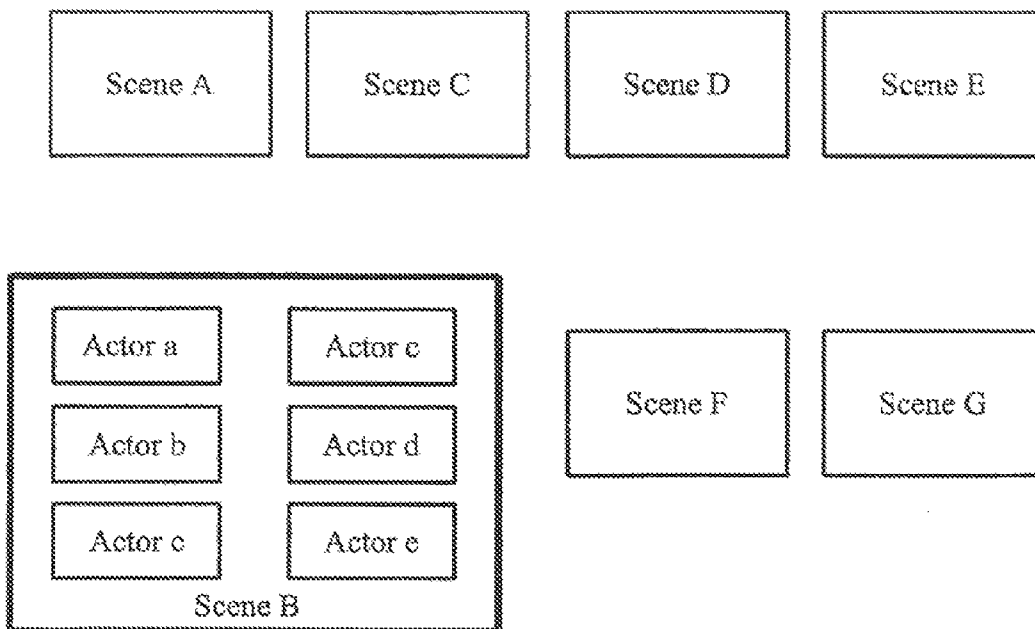 Scene A
Scene C
Scene D
Scene E
Actor a
Actor c
Actor b
Actor d
Actor c
Actor e
Scene B
Scene F
Scene G